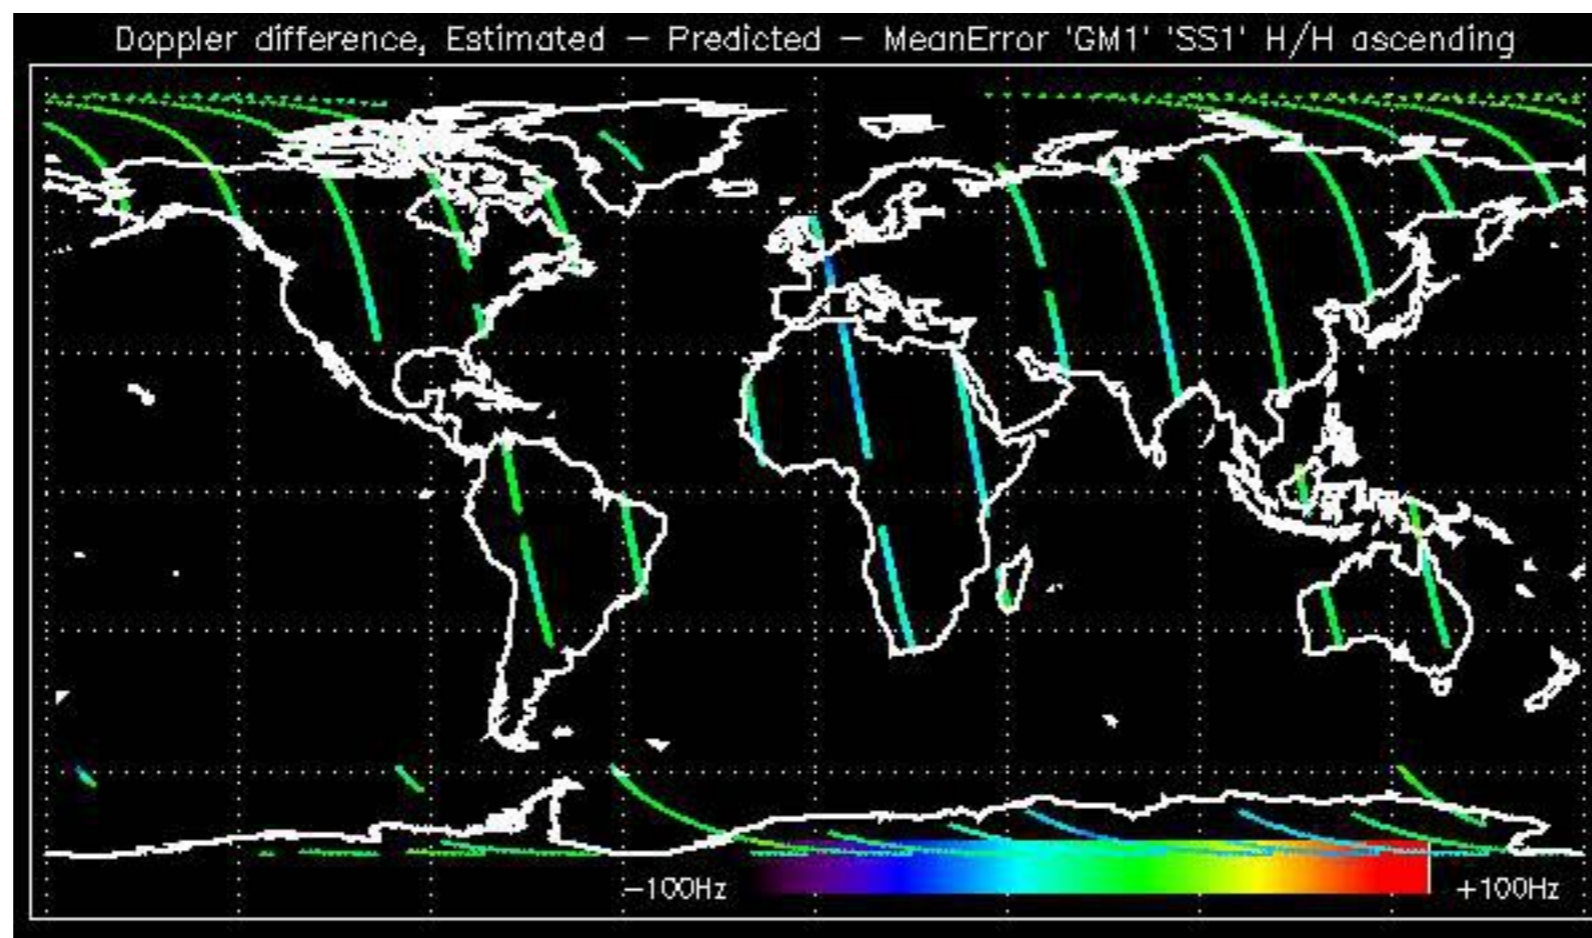 Doppler difference, Estimated – Predicted – MeanError 'GM1' 'SS1' H/H ascending
–100Hz
+100Hz